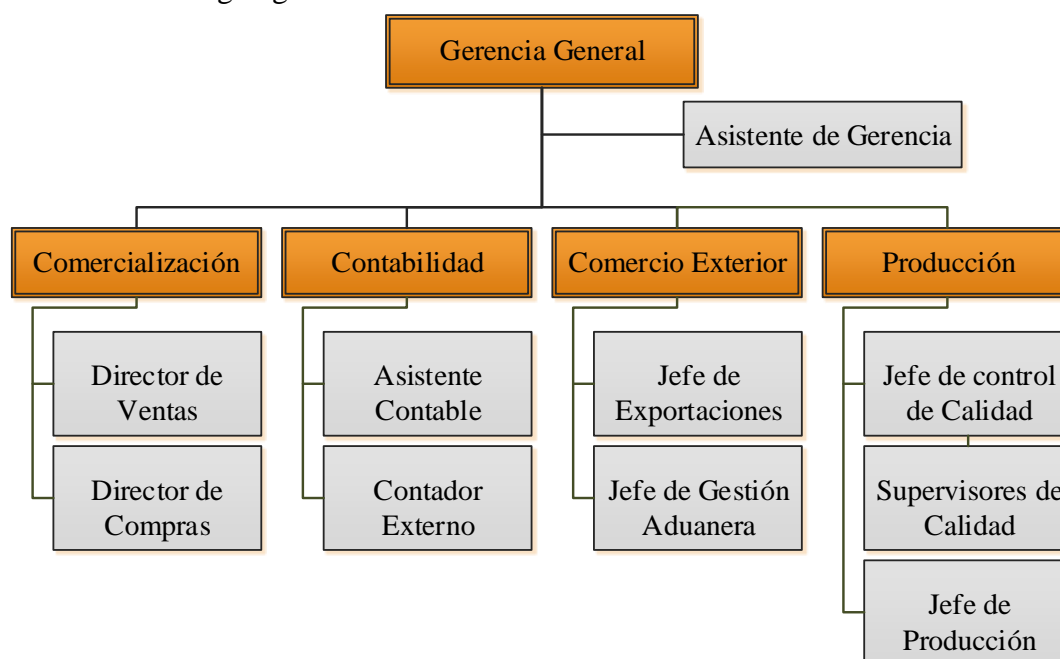 Gerencia General
Asistente de Gerencia
Comercialización
Contabilidad
Comercio Exterior
Producción
Director de
Ventas
Asistente
Contable
Jefe de
Exportaciones
Jefe de control
de Calidad
Director de
Compras
Contador
Externo
Jefe de Gestión
Aduanera
Supervisores de
Calidad
Jefe de
Producción